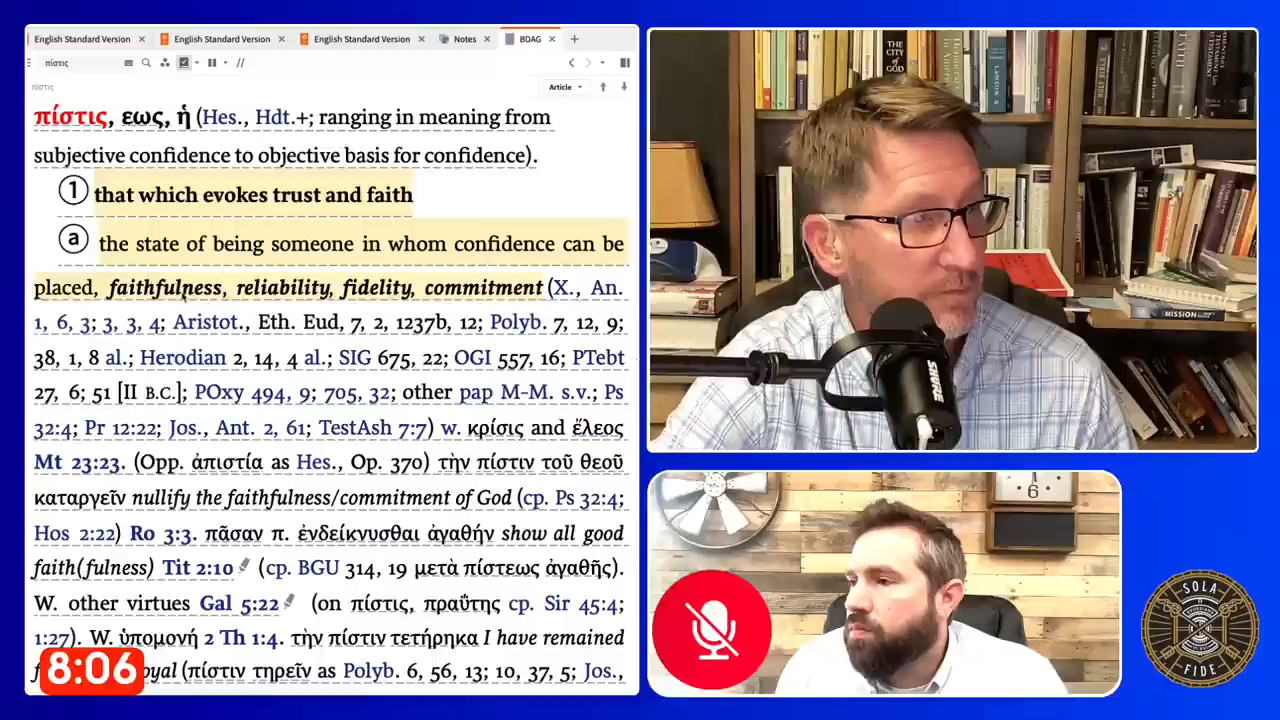 English Standard Version × English Standard Version × English Standard Version × Notes × BDAG × +
πίστις
πίστις Article
πίστις, εως, ἡ (Hes., Hdt.+; ranging in meaning from
subjective confidence to objective basis for confidence).
① that which evokes trust and faith
ⓐ the state of being someone in whom confidence can be
placed, faithfulness, reliability, fidelity, commitment (X., An.
1, 6, 3; 3, 3, 4; Aristot., Eth. Eud, 7, 2, 1237b, 12; Polyb. 7, 12, 9;
38, 1, 8 al.; Herodian 2, 14, 4 al.; SIG 675, 22; OGI 557, 16; PTebt
27, 6; 51 [II B.C.]; POxy 494, 9; 705, 32; other pap M-M. s.v.; Ps
32:4; Pr 12:22; Jos., Ant. 2, 61; TestAsh 7:7) w. κρίσις and ἔλεος
Mt 23:23. (Opp. ἀπιστία as Hes., Op. 370) τὴν πίστιν τοῦ θεοῦ
καταργεῖν nullify the faithfulness/commitment of God (cp. Ps 32:4;
Hos 2:22) Ro 3:3. πᾶσαν π. ἐνδείκνυσθαι ἀγαθήν show all good
faith(fulness) Tit 2:10 (cp. BGU 314, 19 μετὰ πίστεως ἀγαθῆς).
W. other virtues Gal 5:22 (on πίστις, πραΰτης cp. Sir 45:4;
1:27). W. ὑπομονή 2 Th 1:4. τὴν πίστιν τετήρηκα I have remained
oyal (πίστιν τηρεῖν as Polyb. 6, 56, 13; 10, 37, 5; Jos.,
8:06
THE CITY of GOD
FAITH
MISSION
SHURE
6
SOLA
FIDE